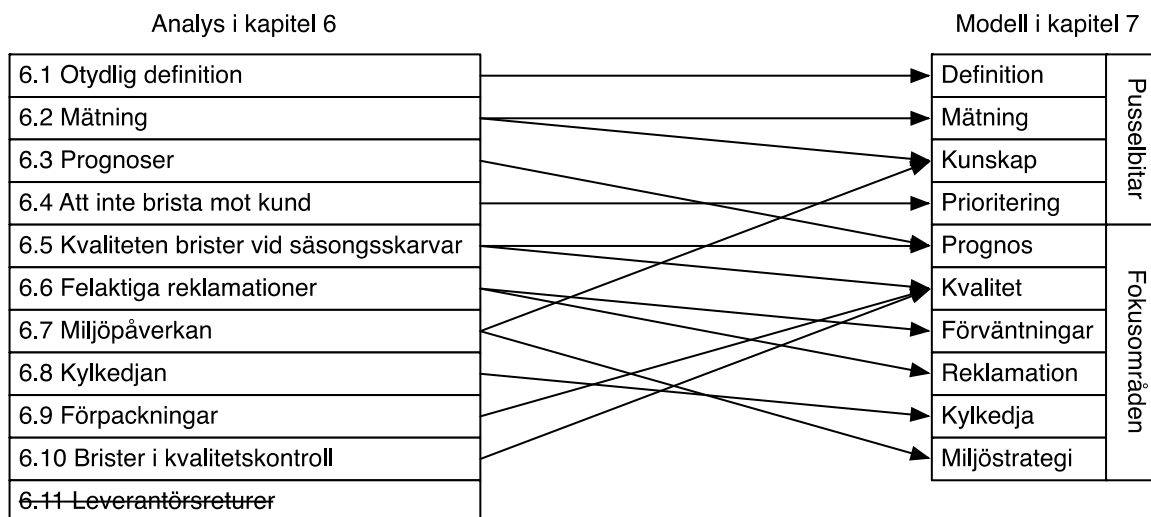 Analys i kapitel 6
Modell i kapitel 7
6.1 Otydlig definition
6.2 Mätning
6.3 Prognoser
6.4 Att inte brista mot kund
6.5 Kvaliteten brister vid säsongsskarvar
6.6 Felaktiga reklamationer
6.7 Miljöpåverkan
6.8 Kylkedjan
6.9 Förpackningar
6.10 Brister i kvalitetskontroll
6.11 Leverantörsreturer
Definition
Mätning
Kunskap
Prioritering
Prognos
Kvalitet
Förväntningar
Reklamation
Kylkedja
Miljöstrategi
Pusselbitar
Fokusområden